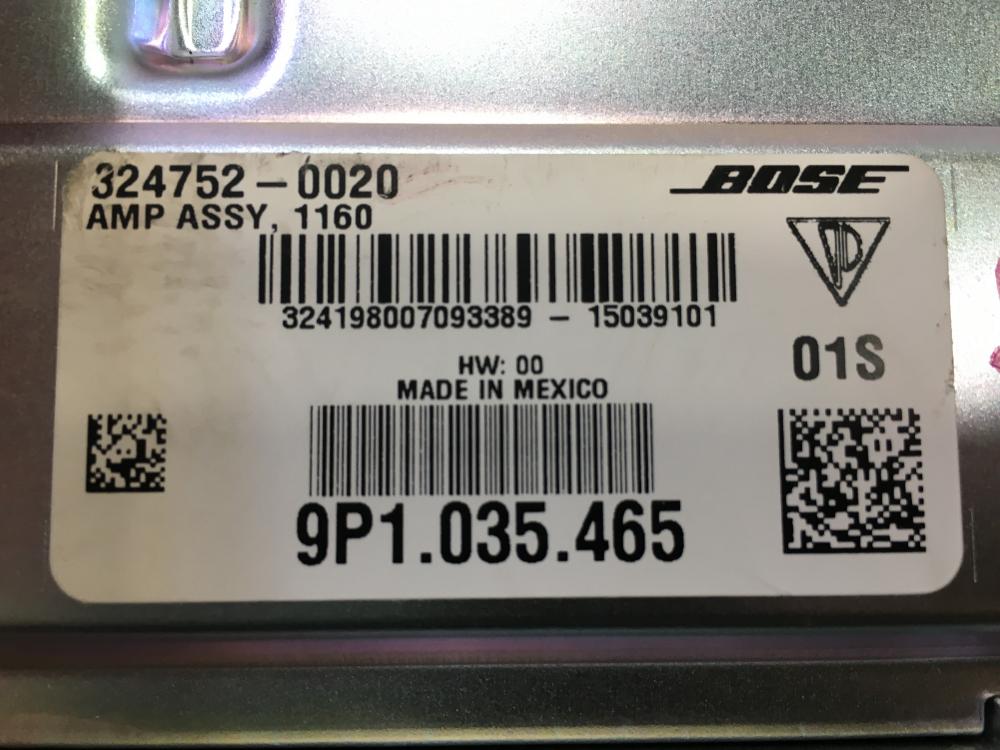 324752-0020
BOSE
AMP ASSY, 1160
324198007093389 - 15039101
01S
HW: 00
MADE IN MEXICO
9P1.035.465